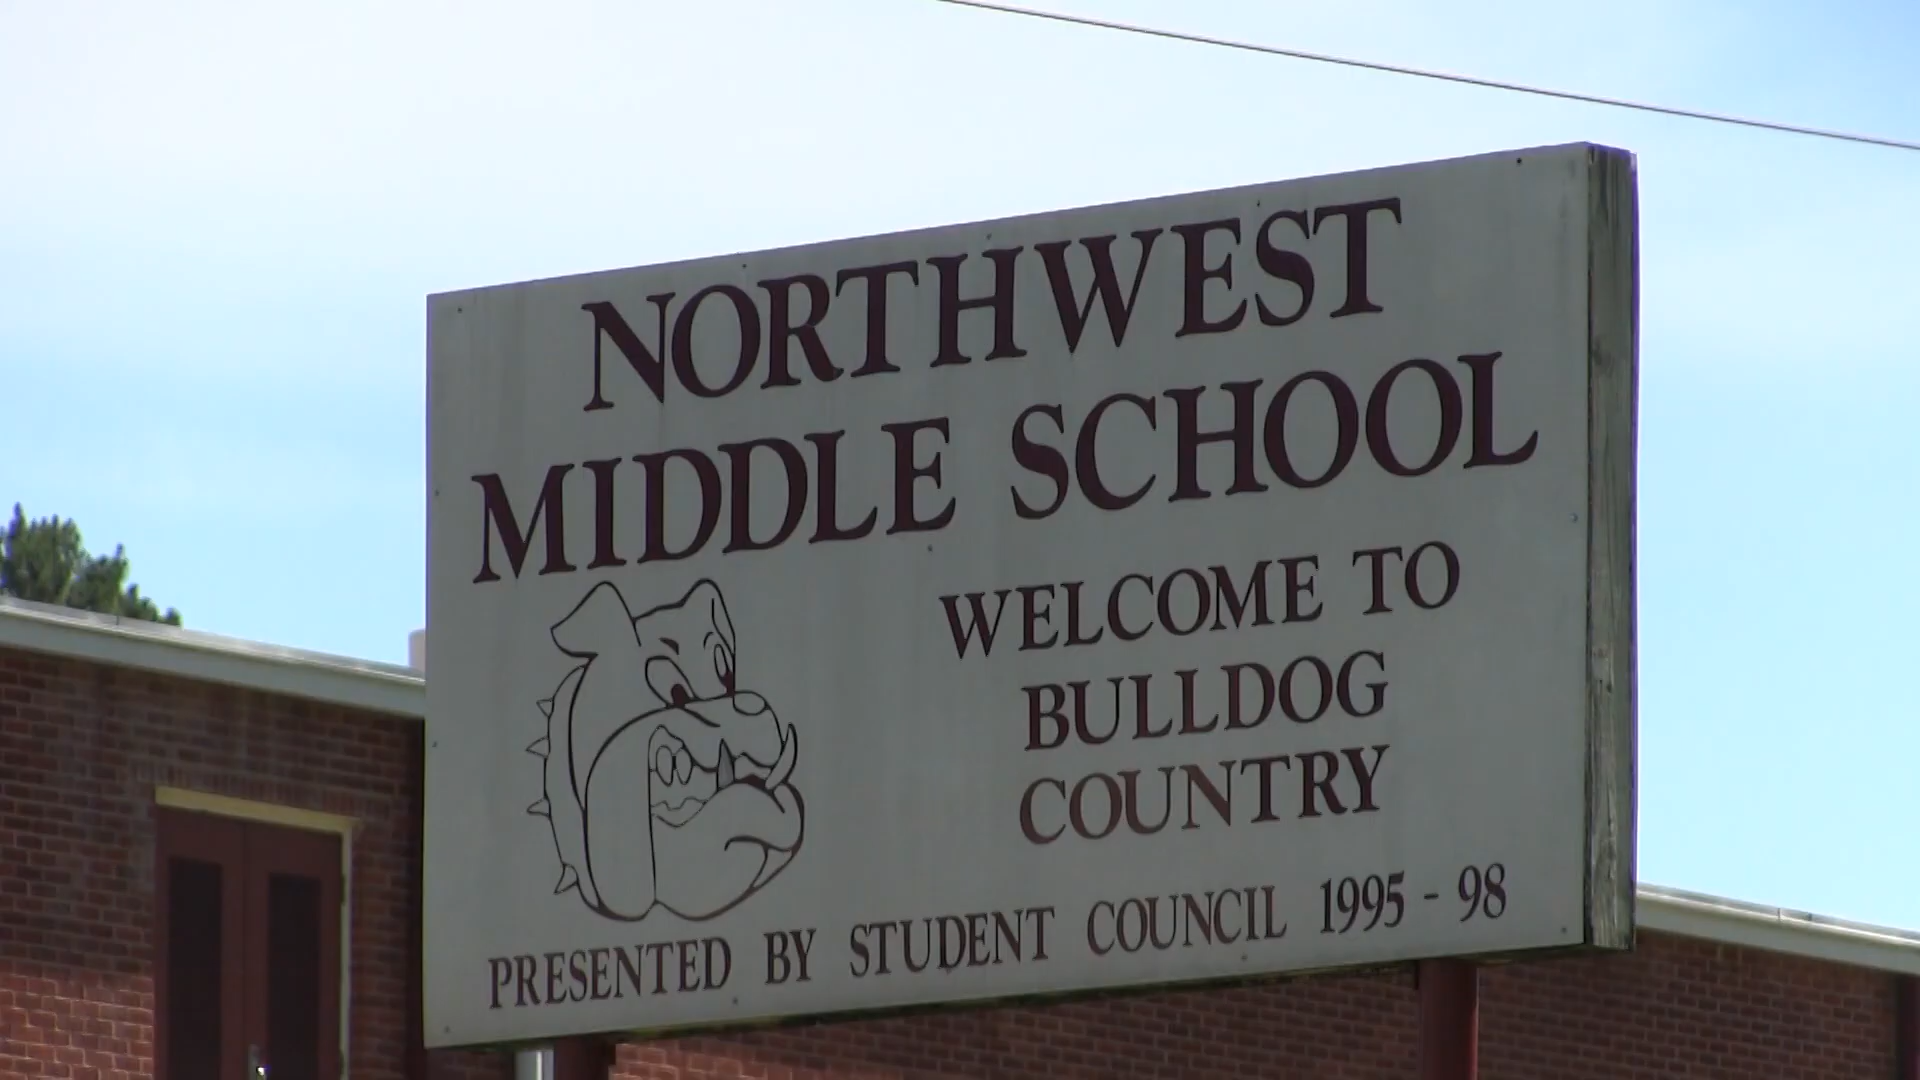 NORTHWEST
MIDDLE SCHOOL
WELCOME TO
BULLDOG
COUNTRY
PRESENTED BY STUDENT COUNCIL 1995 - 98